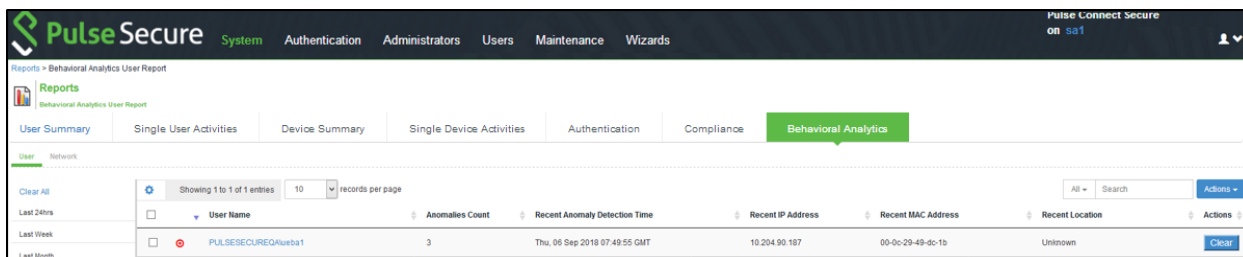 Pulse Secure
System Authentication Administrators Users Maintenance Wizards
Pulse Connect Secure
on sa1
Reports > Behavioral Analytics User Report
Reports
Behavioral Analytics User Report
User Summary Single User Activities Device Summary Single Device Activities Authentication Compliance Behavioral Analytics
User Network
Clear All
Showing 1 to 1 of 1 entries 10 records per page All Search Actions
Last 24hrs
User Name Anomalies Count Recent Anomaly Detection Time Recent IP Address Recent MAC Address Recent Location Actions
Last Week
PULSESECUREQA\ueba1 3 Thu, 06 Sep 2018 07:49:55 GMT 10.204.90.187 00-0c-29-49-dc-1b Unknown Clear
Last Month